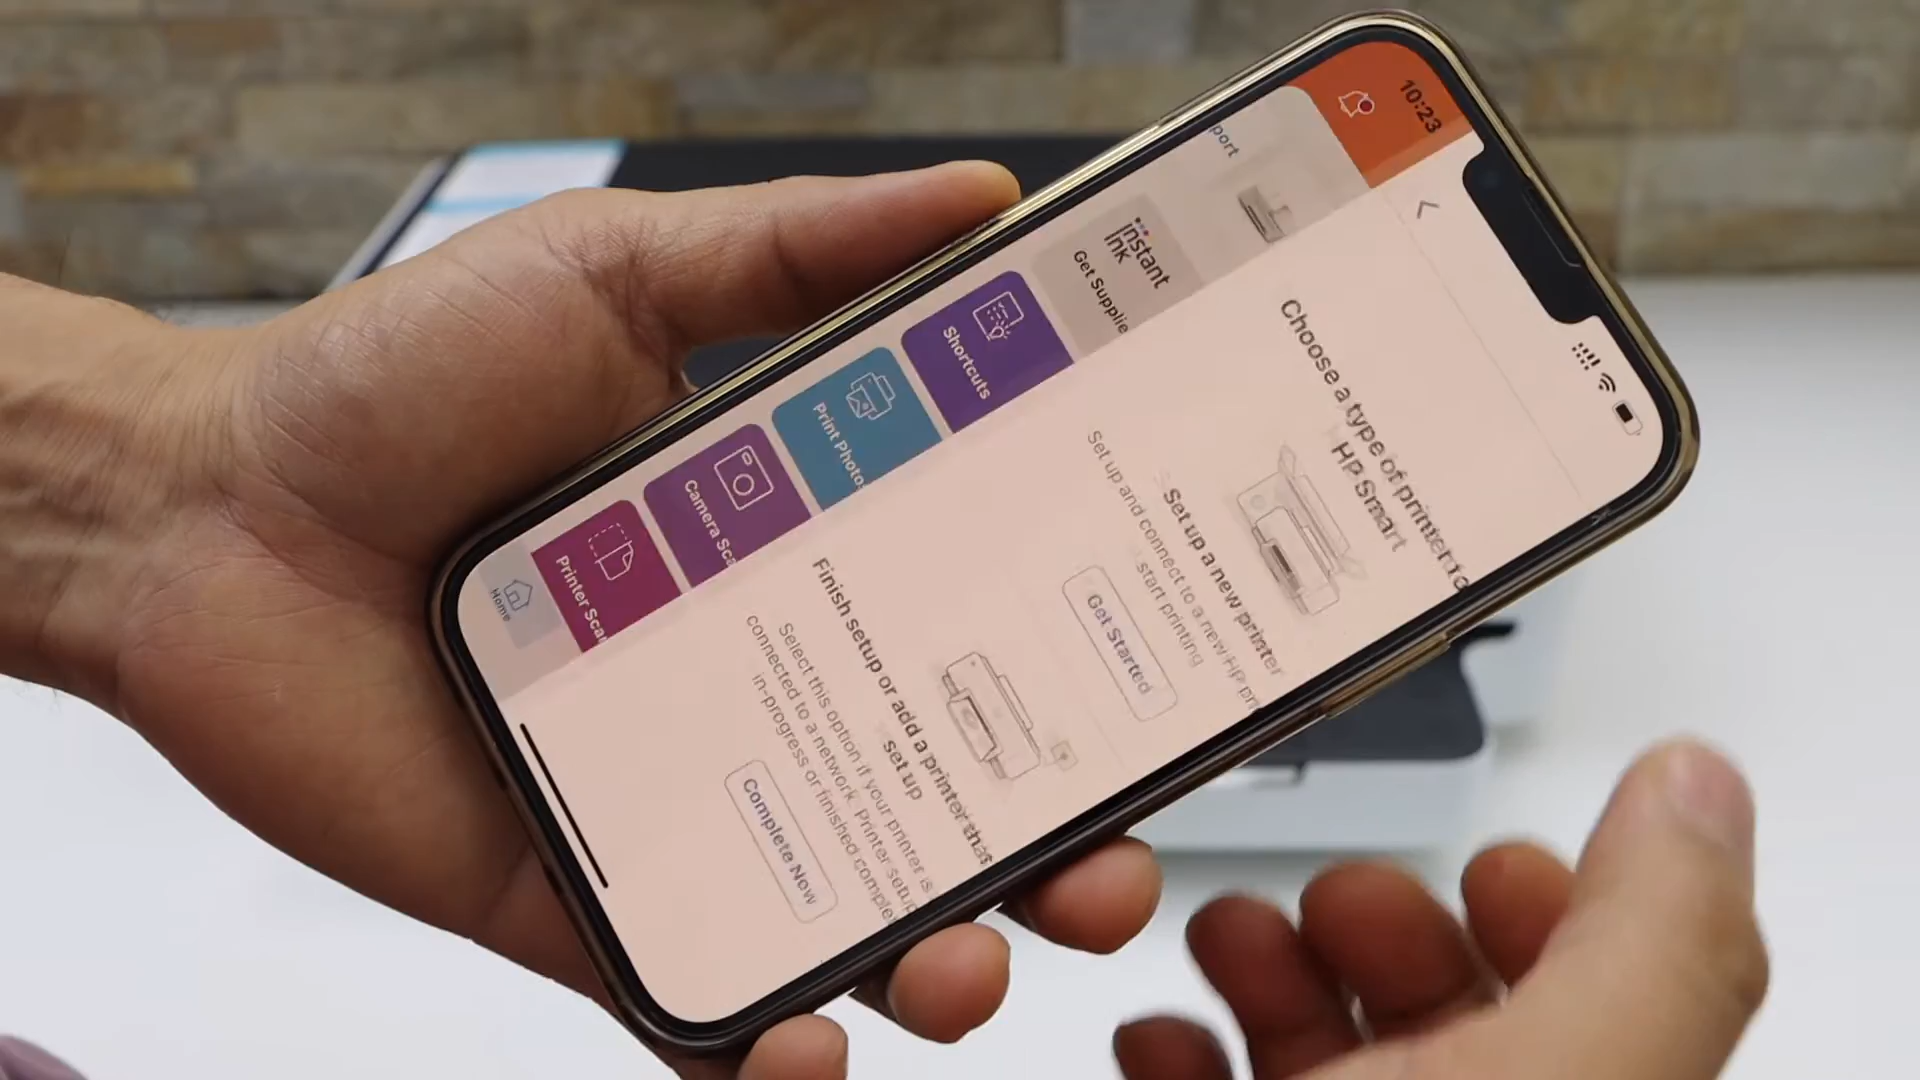 10:23
port
Instant
Ink
Get Supplie
Shortcuts
Print Photo
Camera Sca
Printer Scan
Home
Choose a type of printer to
HP Smart
Set up a new printer
Set up and connect to a new HP pri
start printing
Get Started
Finish setup or add a printer that
set up
Select this option if your printer is
connected to a network. Printer setup
in-progress or finished comple
Complete Now